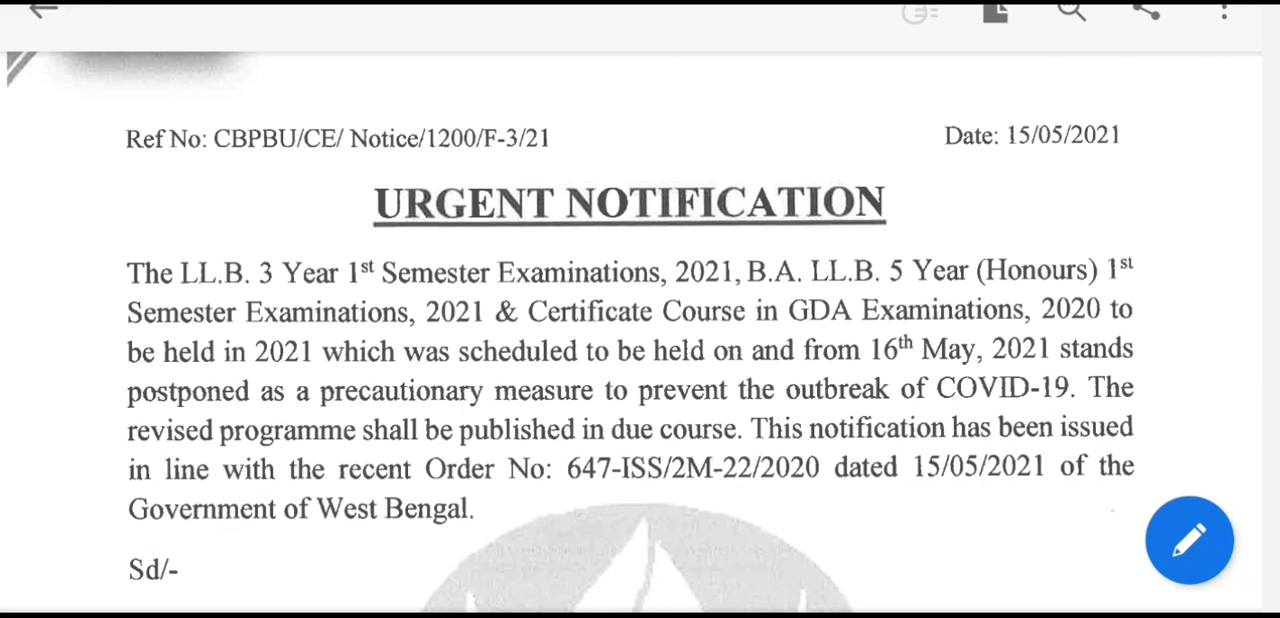 Ref No: CBPBU/CE/ Notice/1200/F-3/21 Date: 15/05/2021
URGENT NOTIFICATION
The LL.B. 3 Year 1st Semester Examinations, 2021, B.A. LL.B. 5 Year (Honours) 1st
Semester Examinations, 2021 & Certificate Course in GDA Examinations, 2020 to
be held in 2021 which was scheduled to be held on and from 16th May, 2021 stands
postponed as a precautionary measure to prevent the outbreak of COVID-19. The
revised programme shall be published in due course. This notification has been issued
in line with the recent Order No: 647-ISS/2M-22/2020 dated 15/05/2021 of the
Government of West Bengal.
Sd/-